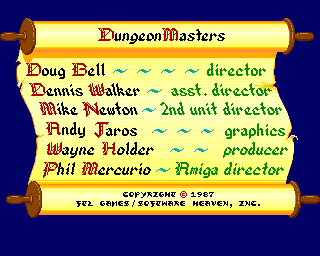 DungeonMasters
Doug Bell ~ ~ ~ ~ director
Dennis Walker ~ asst. director
Mike Newton ~ 2nd unit director
Andy Jaros ~ ~ ~ graphics
Wayne Holder ~ ~ producer
Phil Mercurio ~ Amiga director
COPYRIGHT © 1987
FTL GAMES/SOFTWARE HEAVEN, INC.